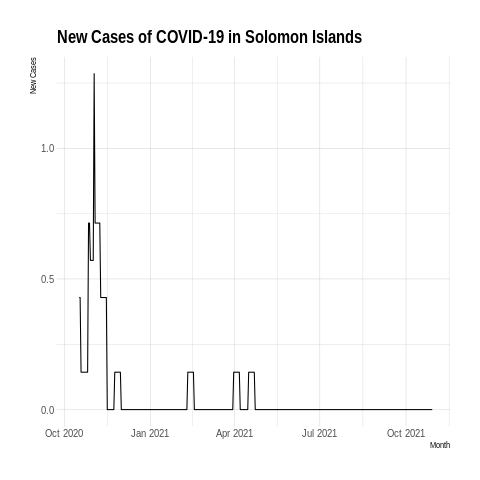 New Cases of COVID-19 in Solomon Islands
New Cases
1.0
0.5
0.0
Oct 2020 Jan 2021 Apr 2021 Jul 2021 Oct 2021
Month